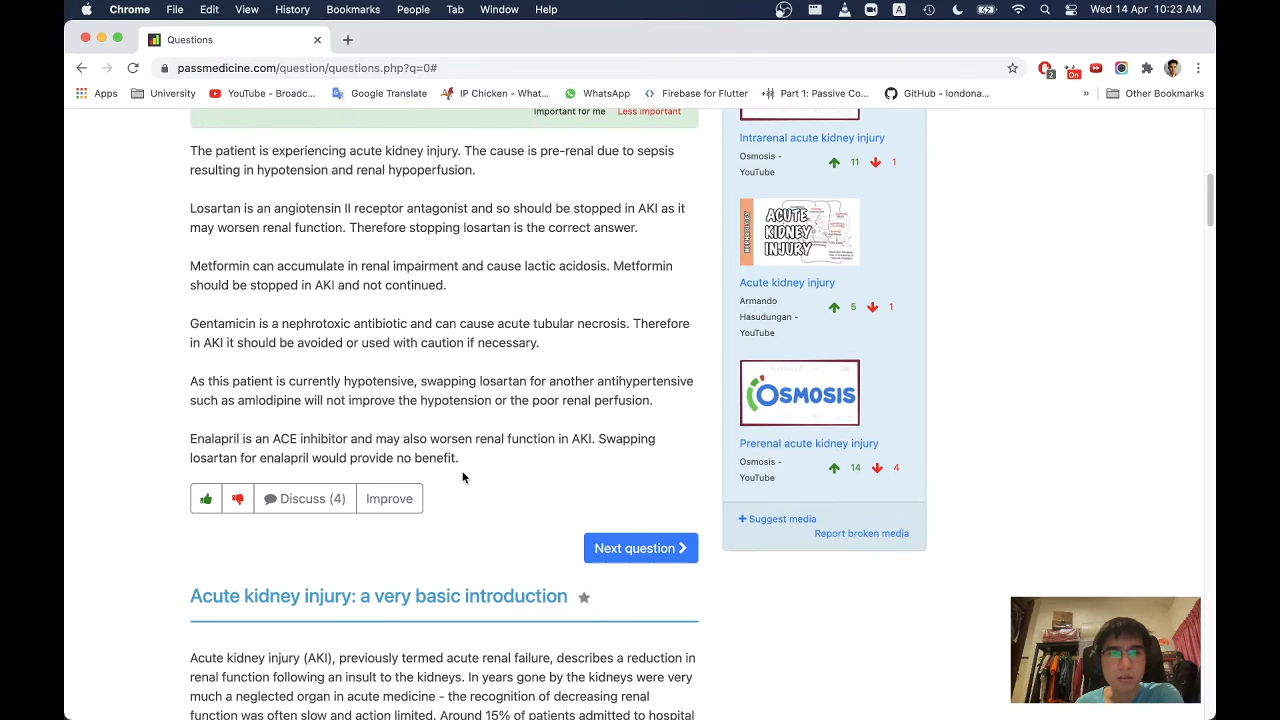 Chrome File Edit View History Bookmarks People Tab Window Help A Wed 14 Apr 10:23 AM
Questions
passmedicine.com/question/questions.php?q=0#
2 On
Apps University YouTube - Broadc... Google Translate IP Chicken - What... WhatsApp Firebase for Flutter Part 1: Passive Co... GitHub - londona... » Other Bookmarks
Important for me Less important
The patient is experiencing acute kidney injury. The cause is pre-renal due to sepsis
resulting in hypotension and renal hypoperfusion.
Losartan is an angiotensin II receptor antagonist and so should be stopped in AKI as it
may worsen renal function. Therefore stopping losartan is the correct answer.
Metformin can accumulate in renal impairment and cause lactic acidosis. Metformin
should be stopped in AKI and not continued.
Gentamicin is a nephrotoxic antibiotic and can cause acute tubular necrosis. Therefore
in AKI it should be avoided or used with caution if necessary.
As this patient is currently hypotensive, swapping losartan for another antihypertensive
such as amlodipine will not improve the hypotension or the poor renal perfusion.
Enalapril is an ACE inhibitor and may also worsen renal function in AKI. Swapping
losartan for enalapril would provide no benefit.
Discuss (4) Improve
Next question
Acute kidney injury: a very basic introduction
Acute kidney injury (AKI), previously termed acute renal failure, describes a reduction in
renal function following an insult to the kidneys. In years gone by the kidneys were very
much a neglected organ in acute medicine - the recognition of decreasing renal
function was often slow and action limited. Around 15% of patients admitted to hospital
Intrarenal acute kidney injury
Osmosis -
YouTube
11 1
NEPHROLOGY
ACUTE
KIDNEY
INJURY
Acute kidney injury
Armando
Hasudungan -
YouTube
5 1
OSMOSIS
Prerenal acute kidney injury
Osmosis -
YouTube
14 4
+ Suggest media
Report broken media